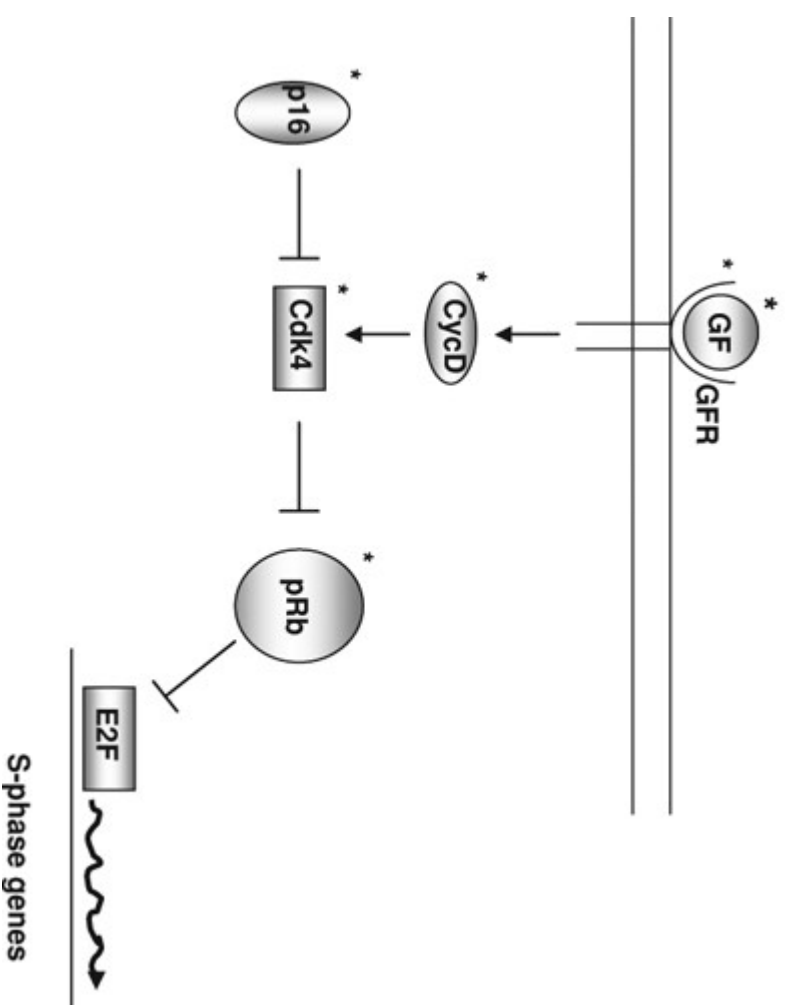 *
GF
*
GFR
*
CycD
*
p16
*
Cdk4
*
pRb
E2F
S-phase genes